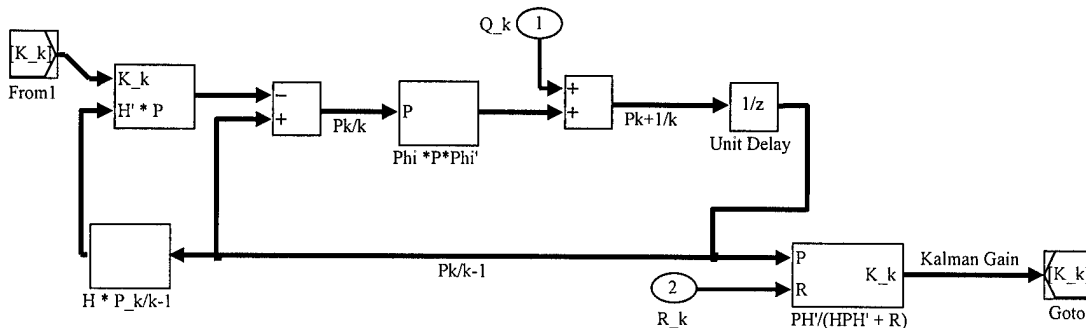 Q_k
1
[K_k]
From1
K_k
H' * P
−
+
Pk/k
P
Phi *P*Phi'
+
+
Pk+1/k
1/z
Unit Delay
H * P_k/k-1
Pk/k-1
2
R_k
P
R
K_k
PH'/(HPH' + R)
Kalman Gain
[K_k]
Goto